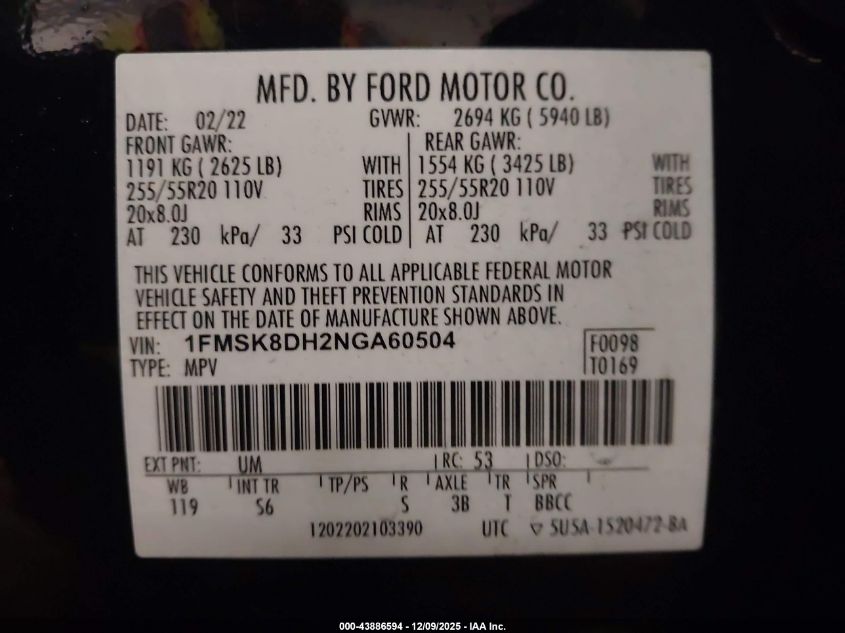 MFD. BY FORD MOTOR CO.
DATE: 02/22 GVWR: 2694 KG ( 5940 LB)
FRONT GAWR: REAR GAWR:
1191 KG ( 2625 LB) WITH 1554 KG ( 3425 LB) WITH
255/55R20 110V TIRES 255/55R20 110V TIRES
20x8.0J RIMS 20x8.0J RIMS
AT 230 kPa/ 33 PSI COLD AT 230 kPa/ 33 PSI COLD
THIS VEHICLE CONFORMS TO ALL APPLICABLE FEDERAL MOTOR
VEHICLE SAFETY AND THEFT PREVENTION STANDARDS IN
EFFECT ON THE DATE OF MANUFACTURE SHOWN ABOVE.
VIN: 1FMSK8DH2NGA60504 F0098
TYPE: MPV T0169
EXT PNT: UM RC: 53 DSO:
WB INT TR TP/PS R AXLE TR SPR
119 S6 S 3B T BBCC
1202202103390 UTC ▽ SU5A-1520472-BA
000-43886594 - 12/09/2025 - IAA Inc.